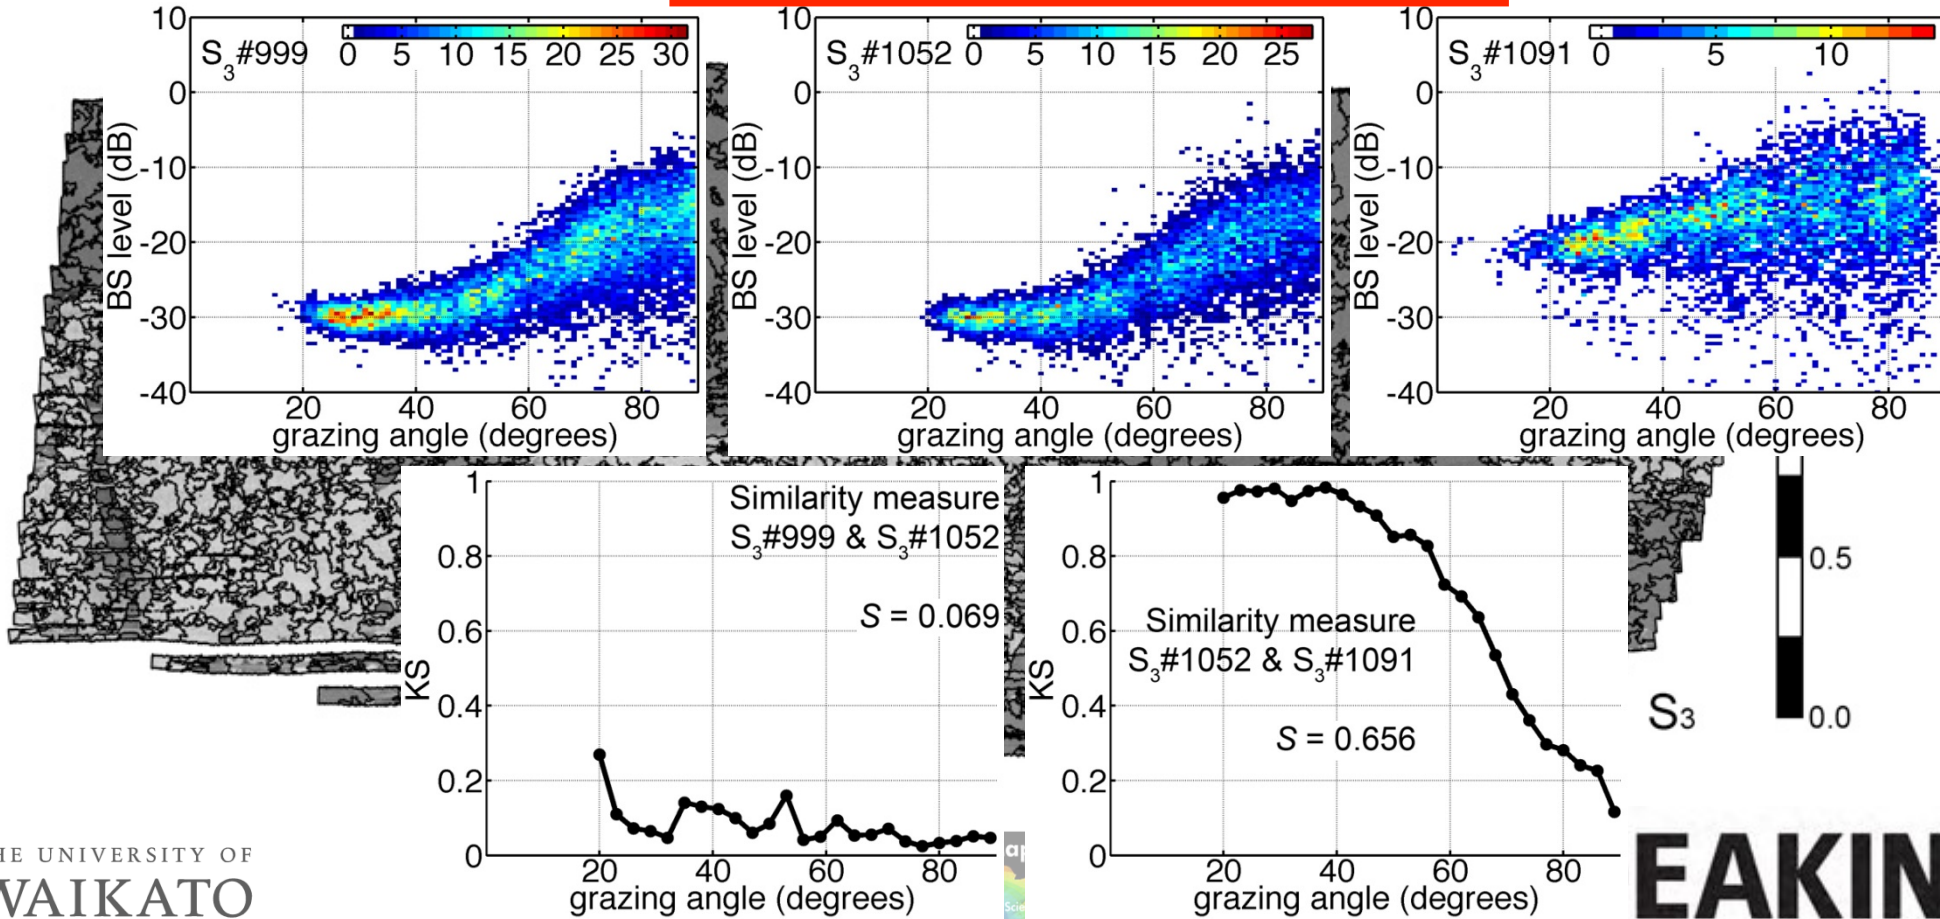 S3#999
0 5 10 15 20 25 30
10
0
-10
-20
-30
-40
BS level (dB)
20 40 60 80
grazing angle (degrees)
S3#1052
0 5 10 15 20 25
10
0
-10
-20
-30
-40
BS level (dB)
20 40 60 80
grazing angle (degrees)
S3#1091
0 5 10
10
0
-10
-20
-30
-40
BS level (dB)
20 40 60 80
grazing angle (degrees)
Similarity measure
S3#999 & S3#1052
S = 0.069
1
0.8
0.6
0.4
0.2
0
KS
20 40 60 80
grazing angle (degrees)
Similarity measure
S3#1052 & S3#1091
S = 0.656
1
0.8
0.6
0.4
0.2
0
KS
20 40 60 80
grazing angle (degrees)
0.5
0.0
S3
HE UNIVERSITY OF
WAIKATO
EAKIN